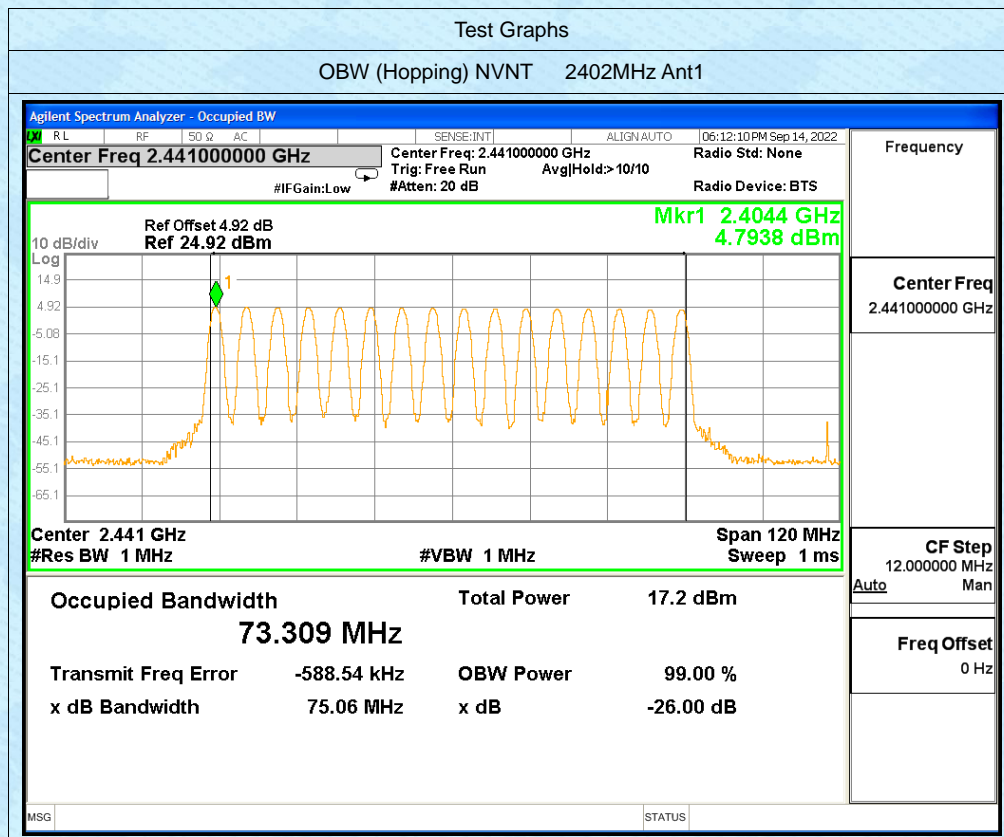 Test Graphs
OBW (Hopping) NVNT 2402MHz Ant1
Agilent Spectrum Analyzer - Occupied BW
LXI RL RF 50 Ω AC SENSE:INT ALIGN AUTO 06:12:10 PM Sep 14, 2022
Center Freq 2.441000000 GHz
Center Freq: 2.441000000 GHz
Radio Std: None
Trig: Free Run Avg|Hold:>10/10
#IFGain:Low
#Atten: 20 dB
Radio Device: BTS
Frequency
Mkr1 2.4044 GHz
4.7938 dBm
Ref Offset 4.92 dB
10 dB/div Ref 24.92 dBm
Log
14.9
4.92
-5.08
-15.1
-25.1
-35.1
-45.1
-55.1
-65.1
1
Center 2.441 GHz Span 120 MHz
#Res BW 1 MHz #VBW 1 MHz Sweep 1 ms
Occupied Bandwidth
73.309 MHz
Total Power 17.2 dBm
Transmit Freq Error -588.54 kHz OBW Power 99.00 %
x dB Bandwidth 75.06 MHz x dB -26.00 dB
Center Freq
2.441000000 GHz
CF Step
12.000000 MHz
Auto Man
Freq Offset
0 Hz
MSG STATUS